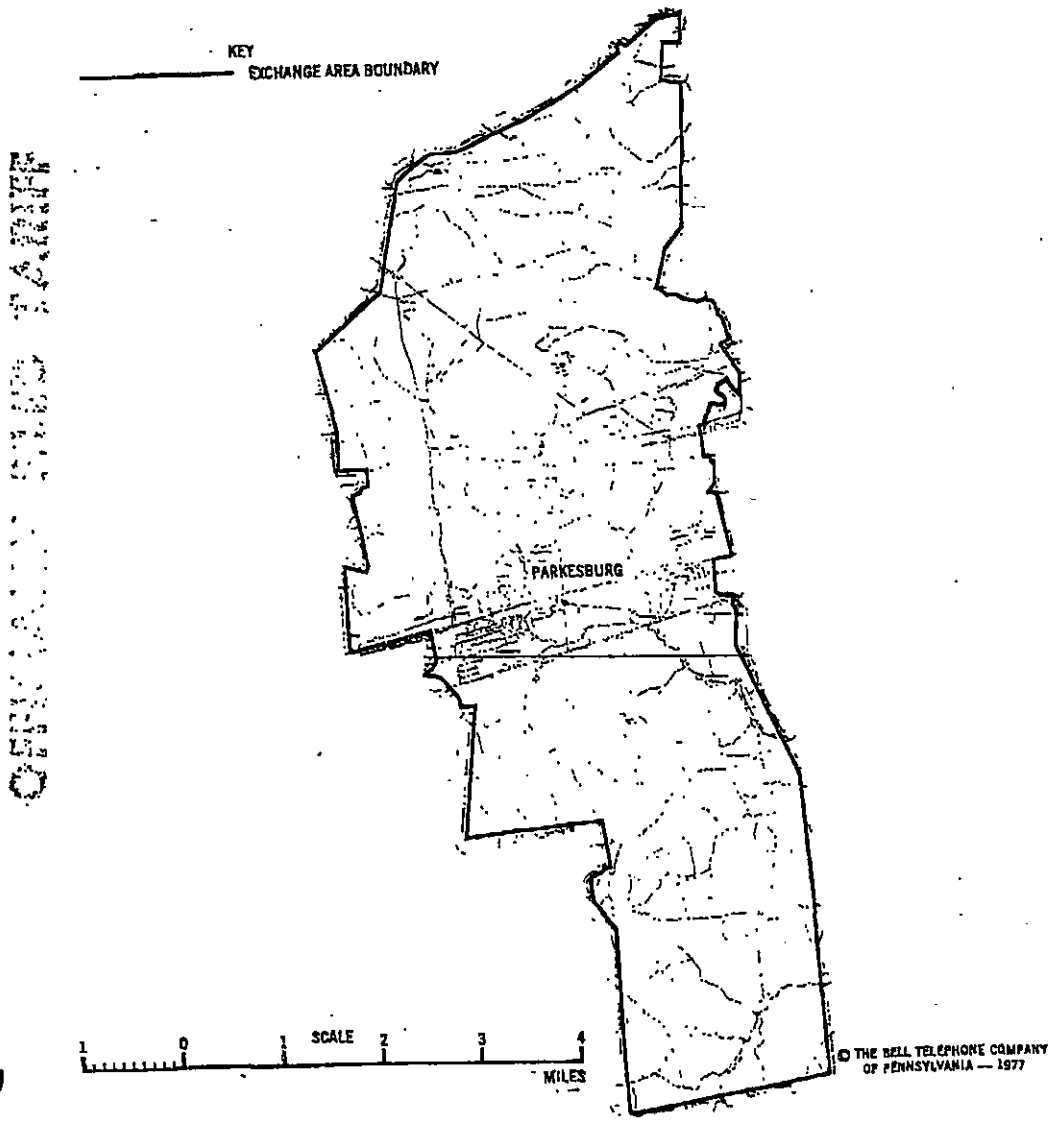 KEY
EXCHANGE AREA BOUNDARY
PARKESBURG
SCALE
1 0 1 2 3 4
MILES
© THE BELL TELEPHONE COMPANY
OF PENNSYLVANIA — 1977